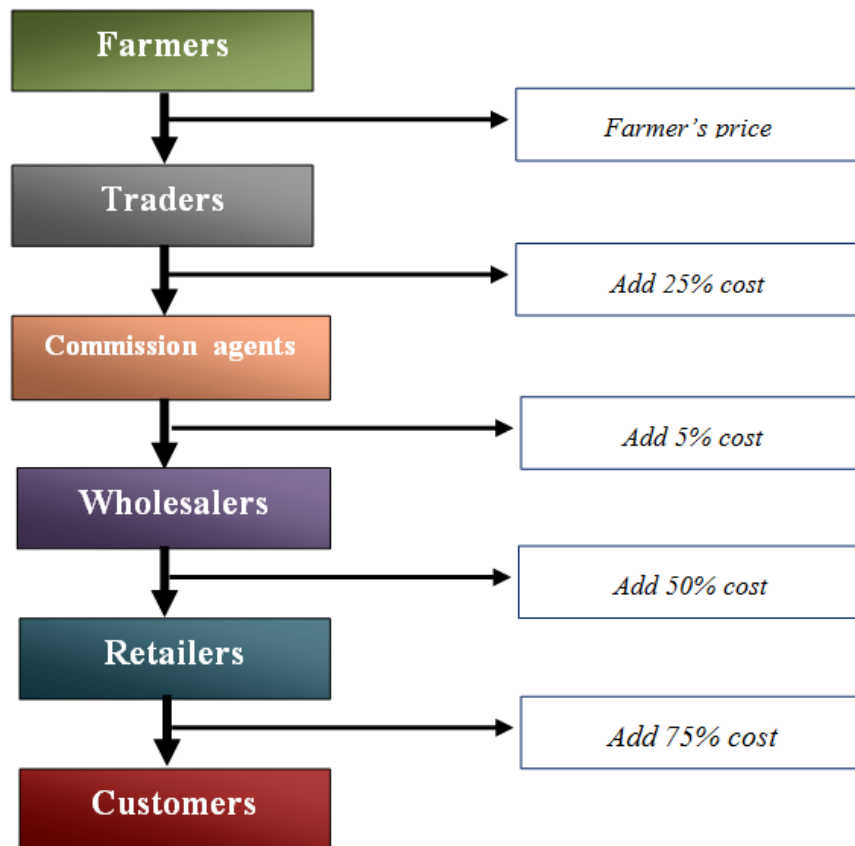 Farmers
Farmer’s price
Traders
Add 25% cost
Commission agents
Add 5% cost
Wholesalers
Add 50% cost
Retailers
Add 75% cost
Customers